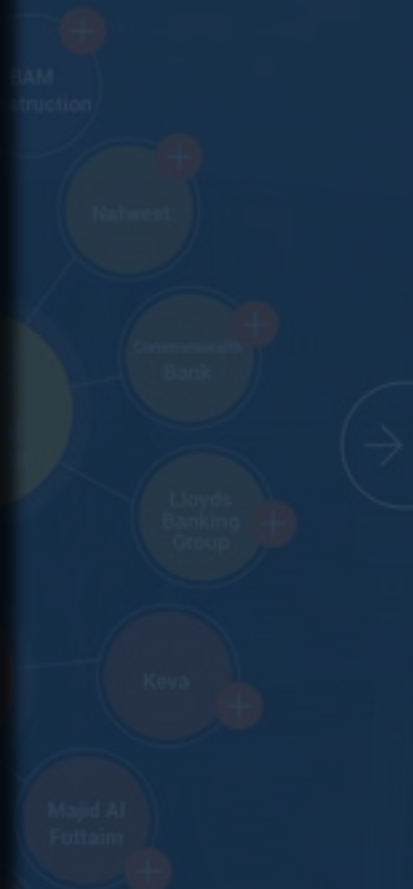 BAM
struction
Natwest
Commonwealth
Bank
Lloyds
Banking
Group
Keva
Majid Al
Futtaim